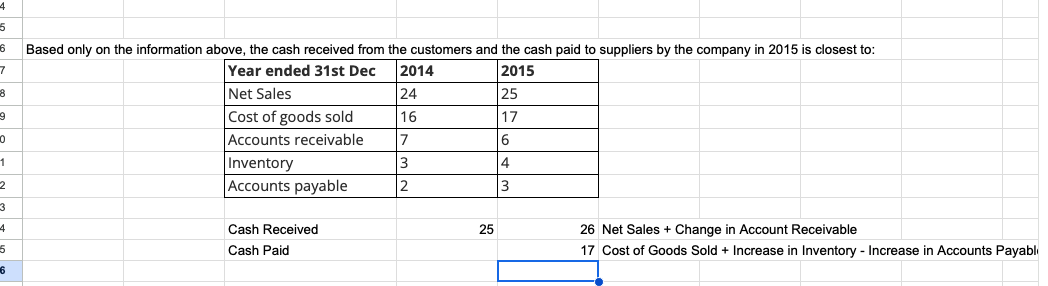 4
5
6 Based only on the information above, the cash received from the customers and the cash paid to suppliers by the company in 2015 is closest to:
7 Year ended 31st Dec 2014 2015
8 Net Sales 24 25
9 Cost of goods sold 16 17
0 Accounts receivable 7 6
1 Inventory 3 4
2 Accounts payable 2 3
3
4 Cash Received 25 26 Net Sales + Change in Account Receivable
5 Cash Paid 17 Cost of Goods Sold + Increase in Inventory - Increase in Accounts Payabl
6